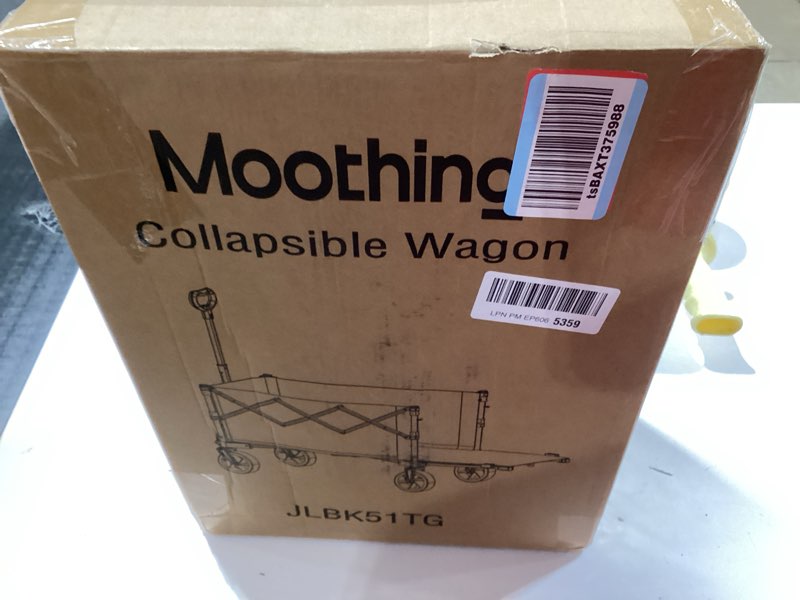 Moothing
tsBAXT375988
Collapsible Wagon
LPN PM EP606 5359
JLBK51TG